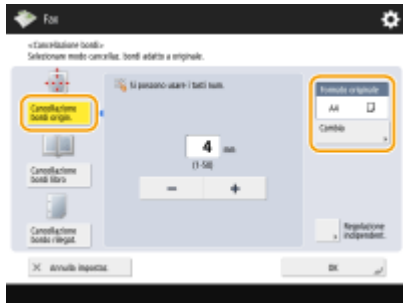 Fax
<Cancellazione bordi>
Selezionare modo cancellaz. bordi adatto a originale.
Cancellazione
bordi origin.
Cancellazione
bordi libro
Cancellazione
bordo rilegat.
Si possono usare i tasti num.
4 mm
(1-50)
− +
Formato originale
A4
Cambia
Regolazione
indipendent.
× Annulla impostaz.
OK